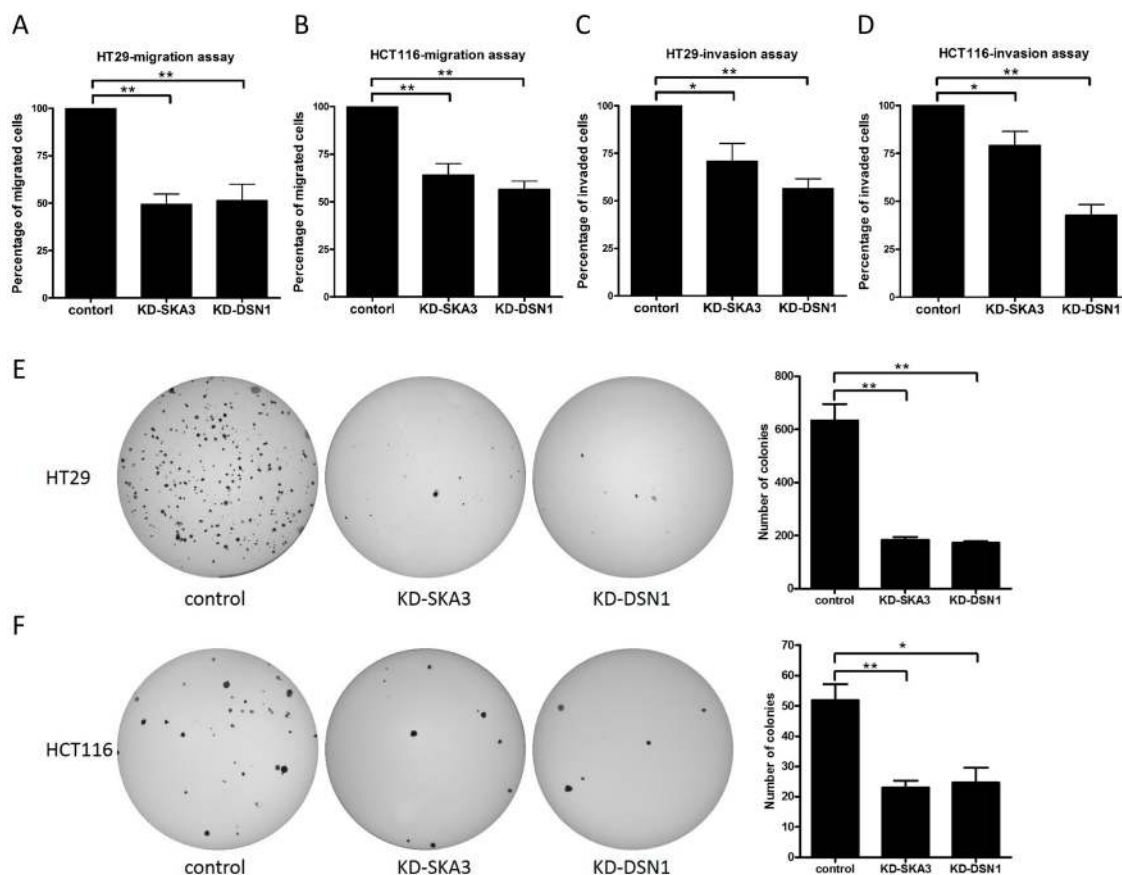 A
HT29-migration assay
**
**
Percentage of migrated cells
100
75
50
25
0
contorl
KD-SKA3
KD-DSN1
B
HCT116-migration assay
**
**
Percentage of migrated cells
100
75
50
25
0
contorl
KD-SKA3
KD-DSN1
C
HT29-invasion assay
**
*
Percentage of invaded cells
100
75
50
25
0
contorl
KD-SKA3
KD-DSN1
D
HCT116-invasion assay
**
*
Percentage of invaded cells
100
75
50
25
0
contorl
KD-SKA3
KD-DSN1
E
HT29
control
KD-SKA3
KD-DSN1
**
**
Number of colonies
800
600
400
200
0
control
KD-SKA3
KD-DSN1
F
HCT116
control
KD-SKA3
KD-DSN1
*
**
Number of colonies
70
60
50
40
30
20
10
0
control
KD-SKA3
KD-DSN1